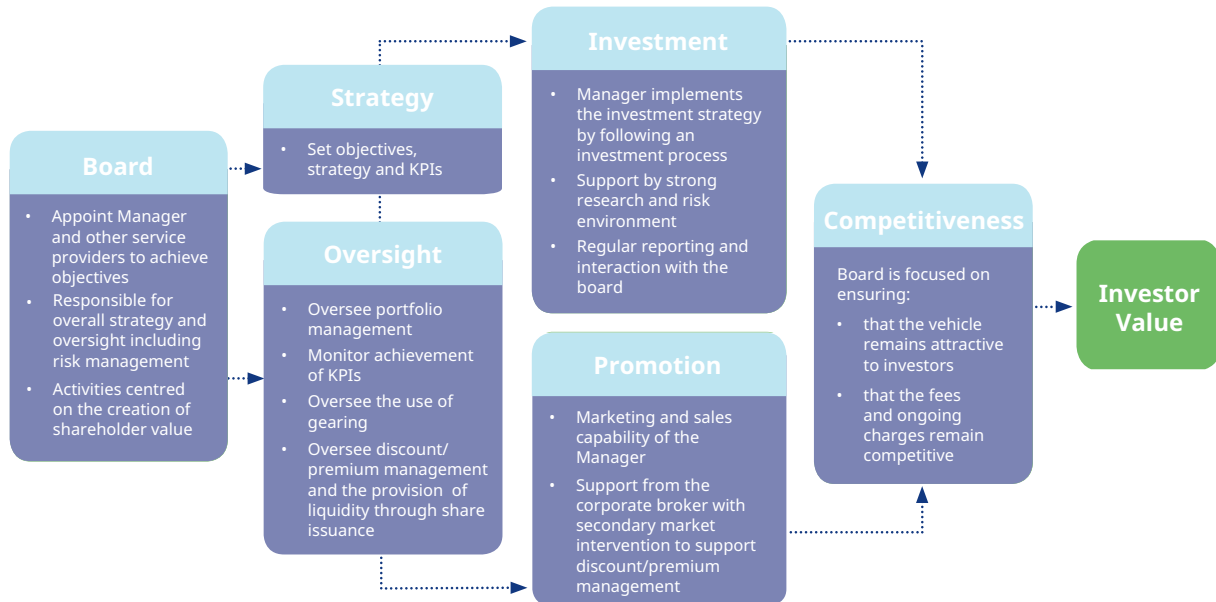 Board
• Appoint Manager
and other service
providers to achieve
objectives
• Responsible for
overall strategy and
oversight including
risk management
• Activities centred
on the creation of
shareholder value
Strategy
• Set objectives,
strategy and KPIs
Oversight
• Oversee portfolio
management
• Monitor achievement
of KPIs
• Oversee the use of
gearing
• Oversee discount/
premium management
and the provision of
liquidity through share
issuance
Investment
• Manager implements
the investment strategy
by following an
investment process
• Support by strong
research and risk
environment
• Regular reporting and
interaction with the
board
Promotion
• Marketing and sales
capability of the
Manager
• Support from the
corporate broker with
secondary market
intervention to support
discount/premium
management
Competitiveness
Board is focused on
ensuring:
• that the vehicle
remains attractive
to investors
• that the fees
and ongoing
charges remain
competitive
Investor
Value